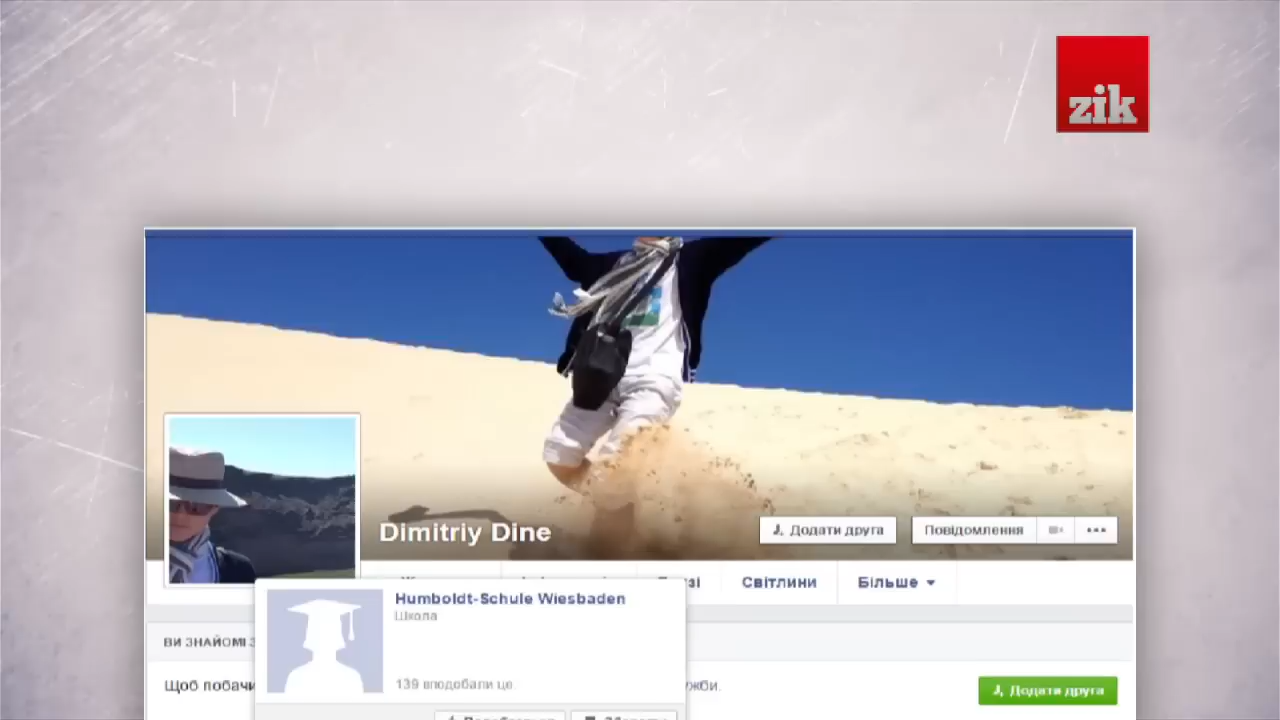 zik
Dimitriy Dine
Додати друга
Повідомлення
Світлини
Більше
Humboldt-Schule Wiesbaden
Школа
139 вподобали це.
ВИ ЗНАЙОМІ З
Щоб побачи
жби.
Додати друга